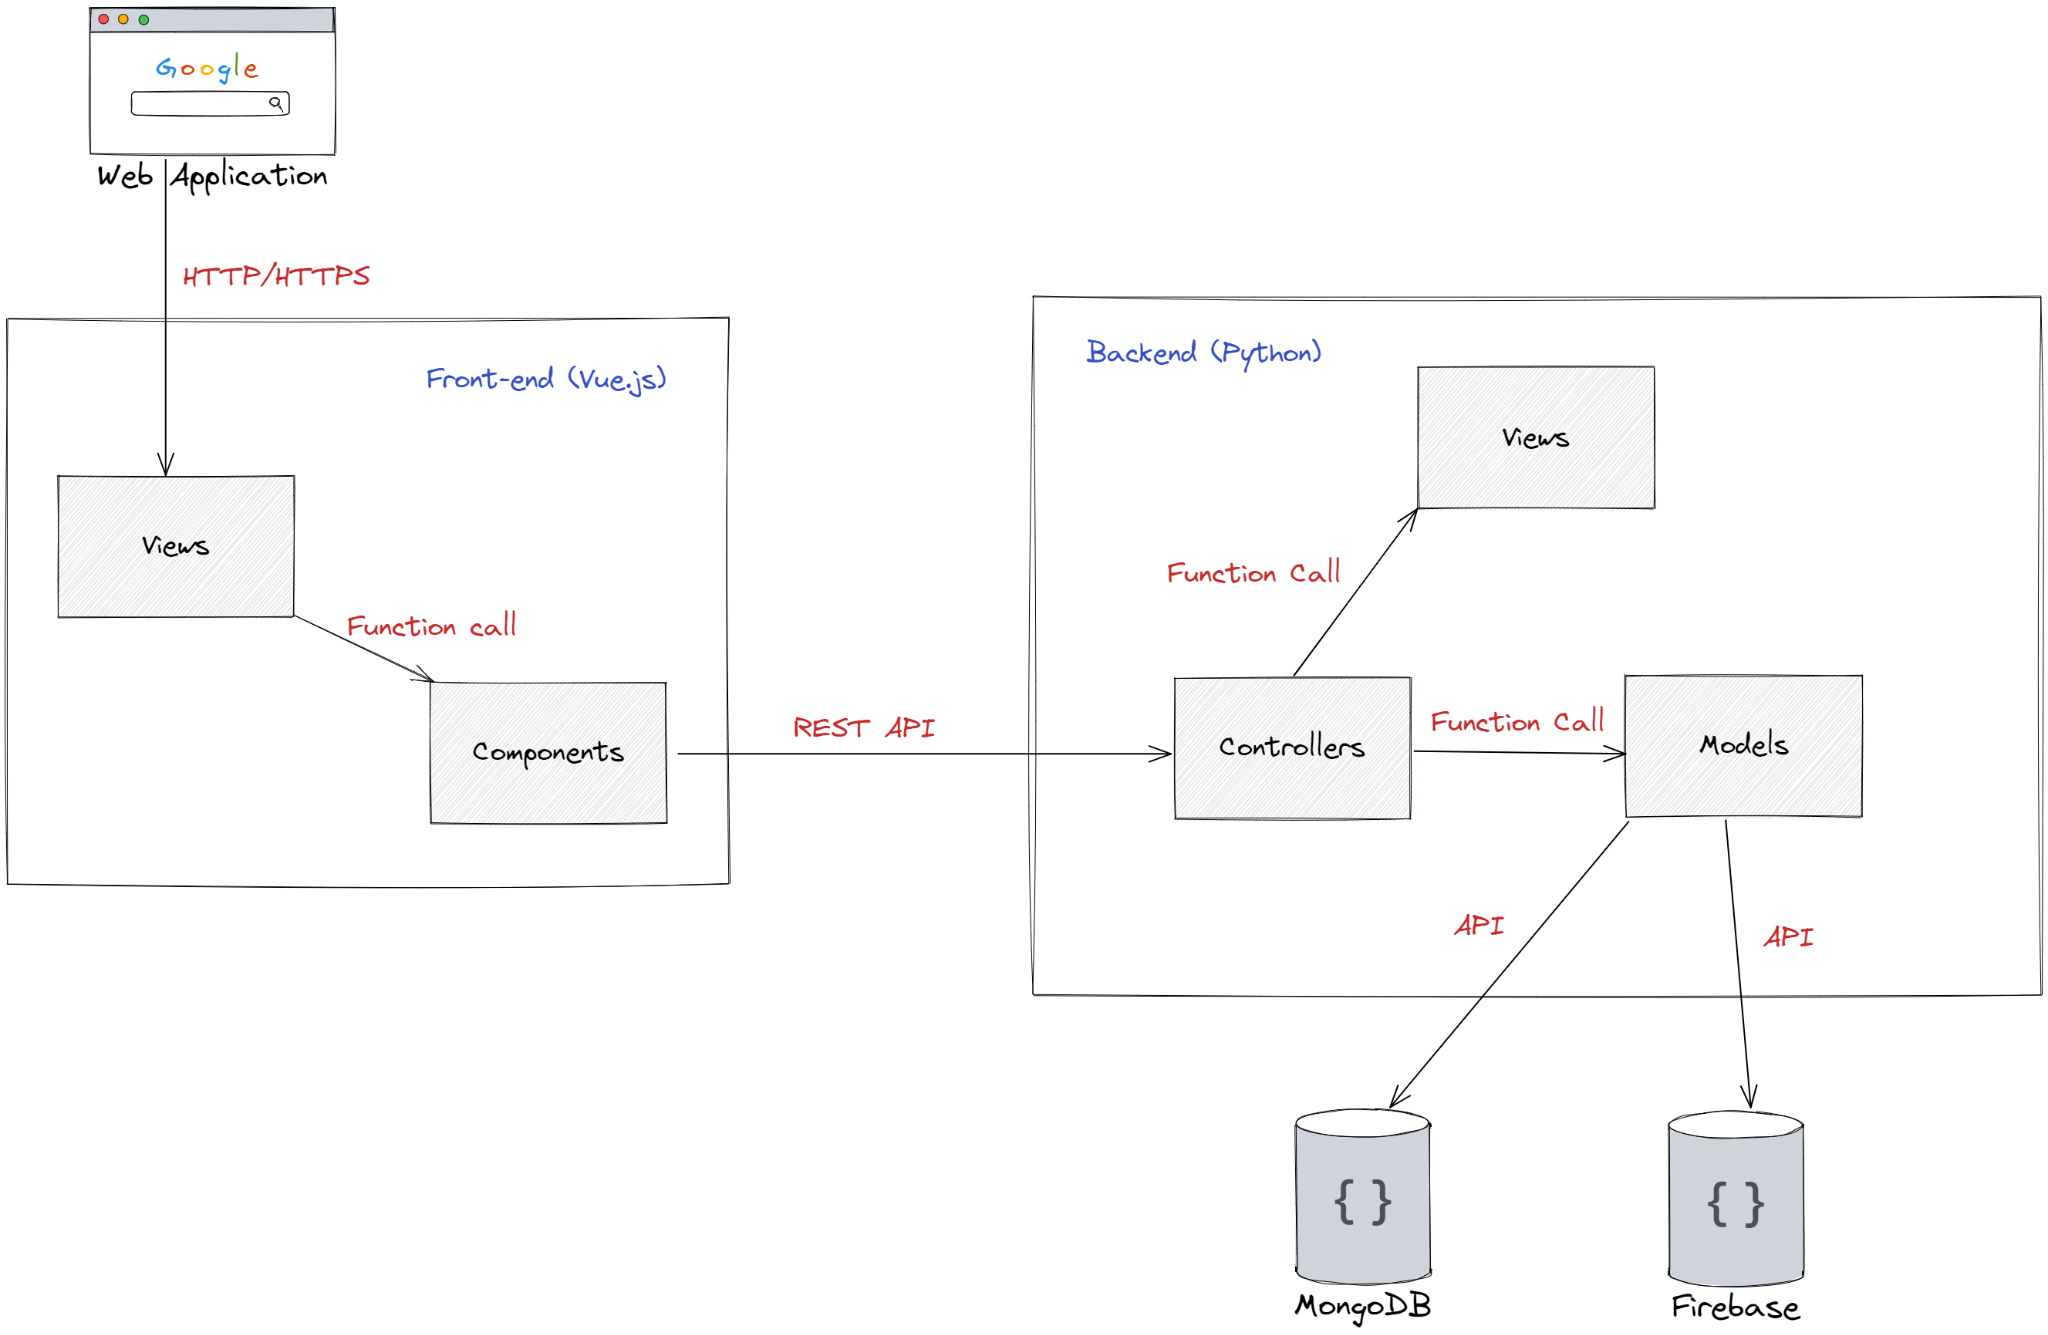 Google
Web Application
HTTP/HTTPS
Front-end (Vue.js)
Views
Function call
Components
REST API
Backend (Python)
Views
Function Call
Controllers
Function Call
Models
API
API
{ }
{ }
MongoDB
Firebase